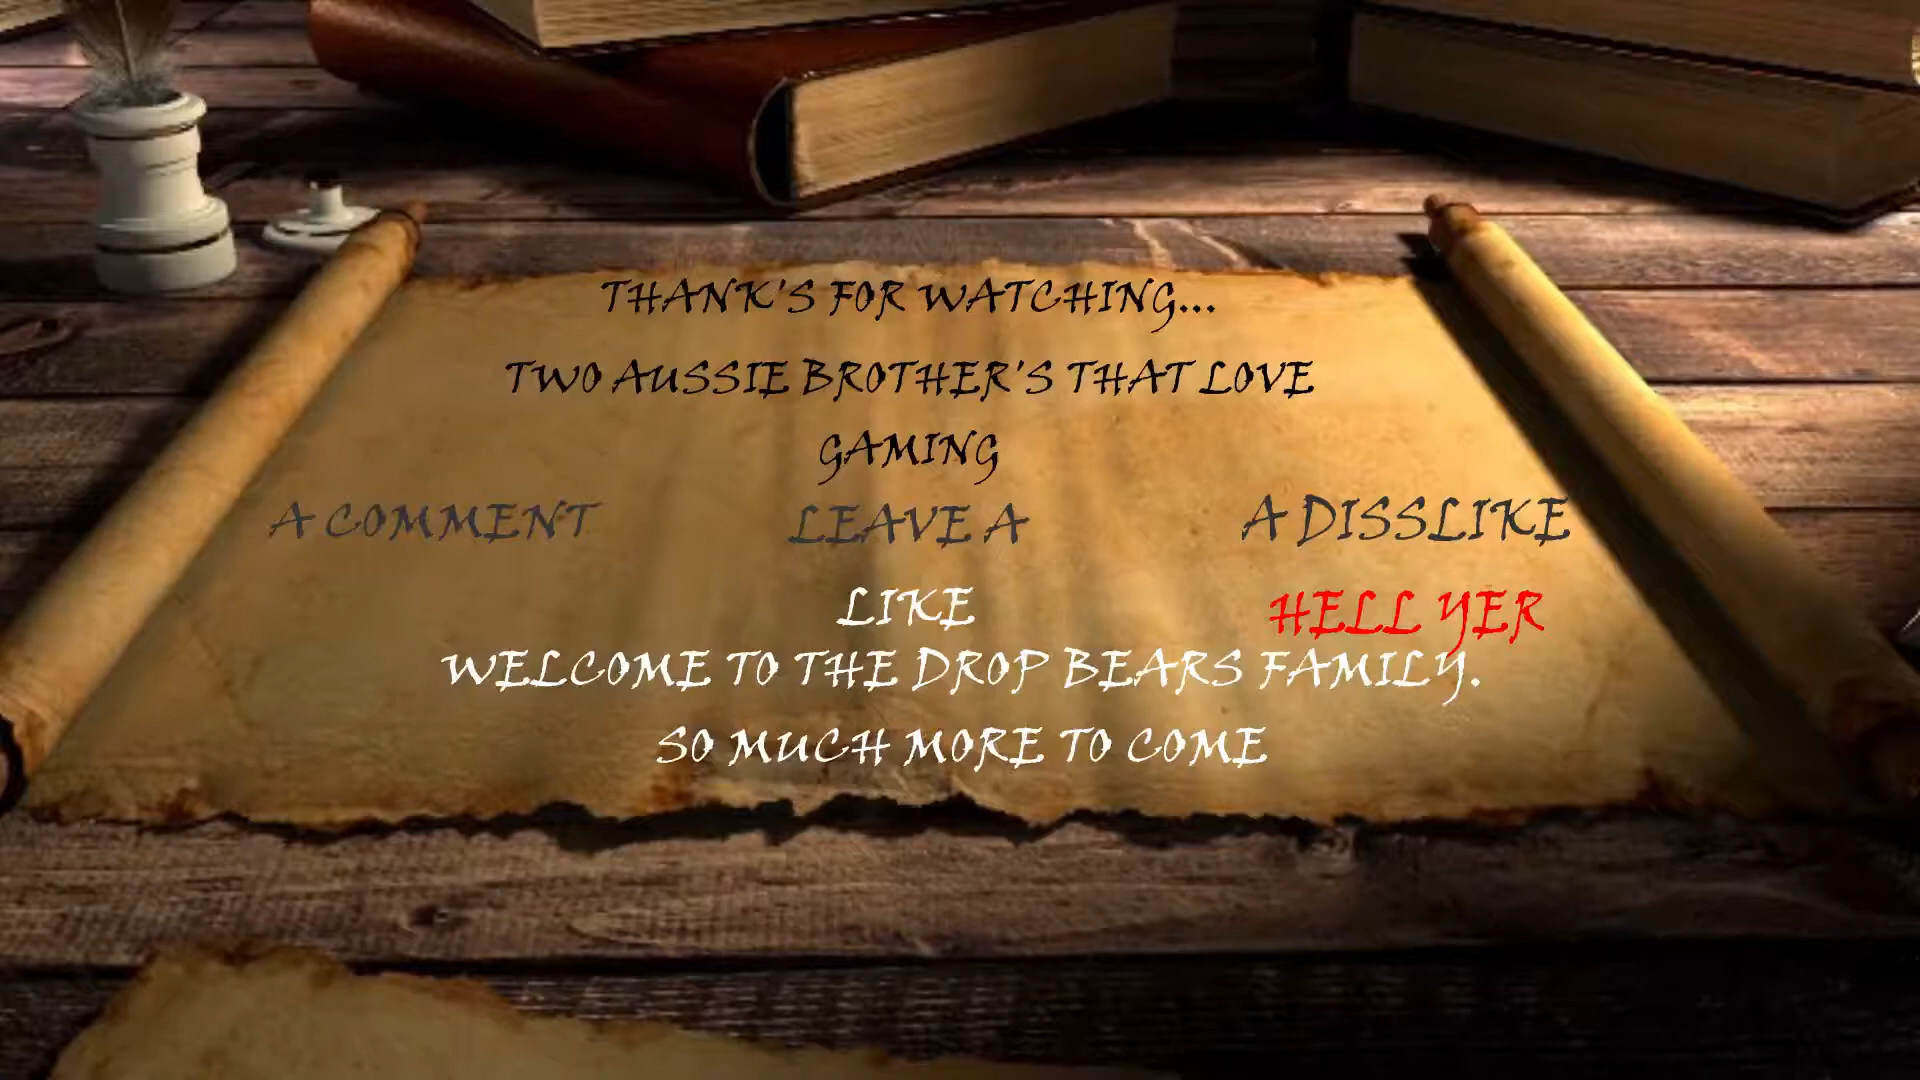 THANK'S FOR WATCHING...
TWO AUSSIE BROTHER'S THAT LOVE
GAMING
A COMMENT
LEAVE A
LIKE
A DISSLIKE
HELL YER
WELCOME TO THE DROP BEARS FAMILY.
SO MUCH MORE TO COME